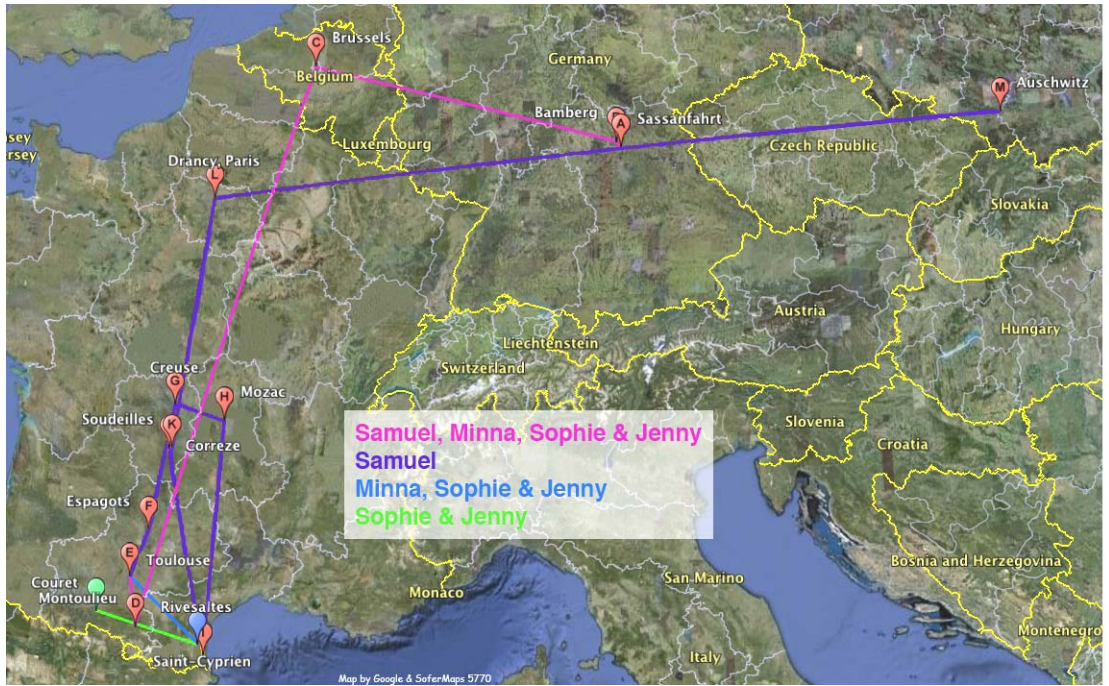 Brussels
C
Belgium
Germany
Auschwitz
M
Bamberg
A
Sassanfahrt
Luxembourg
Czech Republic
nsey
ersey
Drancy, Paris
L
Slovakia
Austria
Hungary
Liechtenstein
Switzerland
Creuse
G
Mozac
H
Soudeilles
K
Correze
Slovenia
Croatia
Samuel, Minna, Sophie & Jenny
Samuel
Minna, Sophie & Jenny
Sophie & Jenny
Espagots
F
E
Toulouse
Bosnia and Herzegovina
San Marino
Monaco
Couret
Montoulieu
D
Rivesaltes
Montenegro
Saint-Cyprien
Italy
Map by Google & SoferMaps 5770